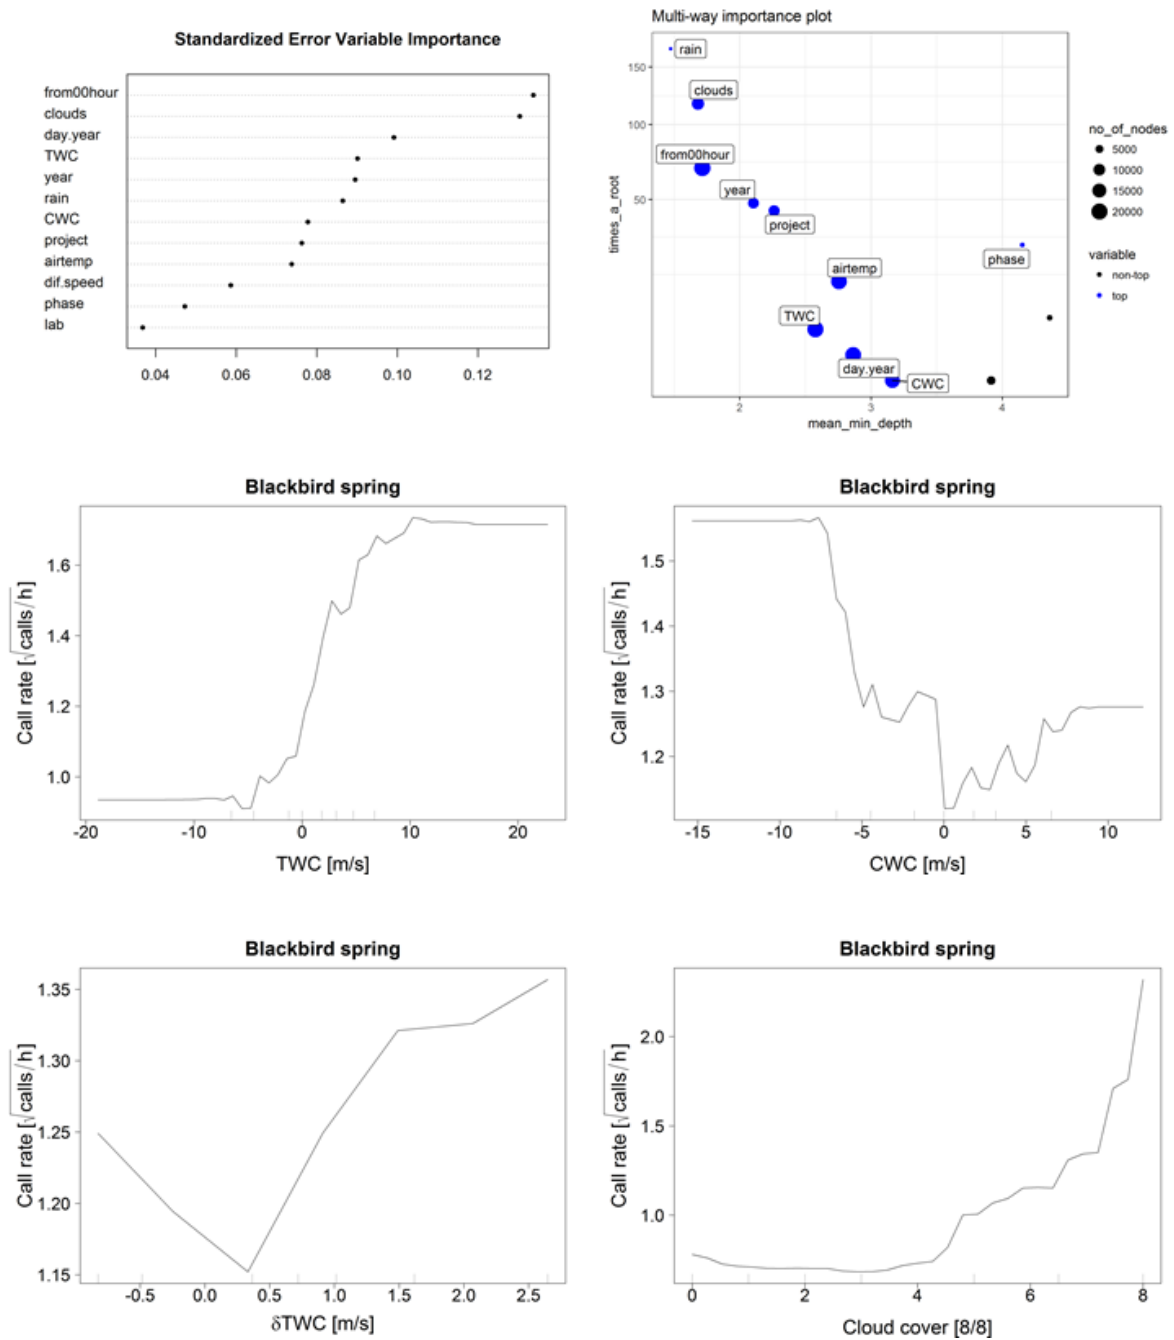 Standardized Error Variable Importance
from00hour
clouds
day.year
TWC
year
rain
CWC
project
airtemp
dif.speed
phase
lab
0.04 0.06 0.08 0.10 0.12
Multi-way importance plot
rain
clouds
from00hour
year
project
phase
airtemp
TWC
day.year
CWC
150
100
50
times_a_root
2 3 4
mean_min_depth
no_of_nodes
5000
10000
15000
20000
variable
non-top
top
Blackbird spring
Call rate [√calls/h]
1.6
1.4
1.2
1.0
-20 -10 0 10 20
TWC [m/s]
Blackbird spring
Call rate [√calls/h]
1.5
1.4
1.3
1.2
-15 -10 -5 0 5 10
CWC [m/s]
Blackbird spring
Call rate [√calls/h]
1.35
1.30
1.25
1.20
1.15
-0.5 0.0 0.5 1.0 1.5 2.0 2.5
δTWC [m/s]
Blackbird spring
Call rate [√calls/h]
2.0
1.5
1.0
0 2 4 6 8
Cloud cover [8/8]